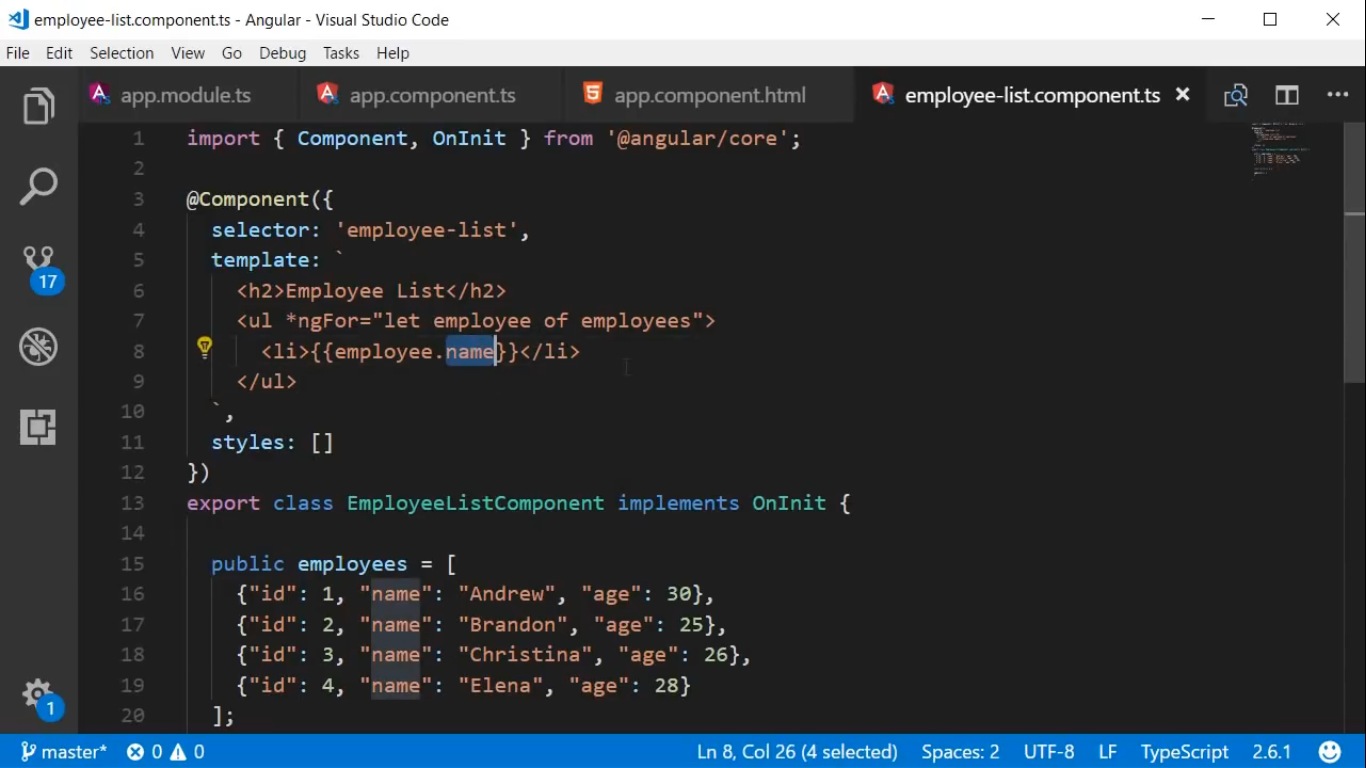 employee-list.component.ts - Angular - Visual Studio Code
File Edit Selection View Go Debug Tasks Help
app.module.ts app.component.ts app.component.html employee-list.component.ts
1 import { Component, OnInit } from '@angular/core';
2
3 @Component({
4 selector: 'employee-list',
5 template: `
6 <h2>Employee List</h2>
7 <ul *ngFor="let employee of employees">
8 <li>{{employee.name}}</li>
9 </ul>
10 `,
11 styles: []
12 })
13 export class EmployeeListComponent implements OnInit {
14
15 public employees = [
16 {"id": 1, "name": "Andrew", "age": 30},
17 {"id": 2, "name": "Brandon", "age": 25},
18 {"id": 3, "name": "Christina", "age": 26},
19 {"id": 4, "name": "Elena", "age": 28}
20 ];
17
1
master* 0 0 Ln 8, Col 26 (4 selected) Spaces: 2 UTF-8 LF TypeScript 2.6.1